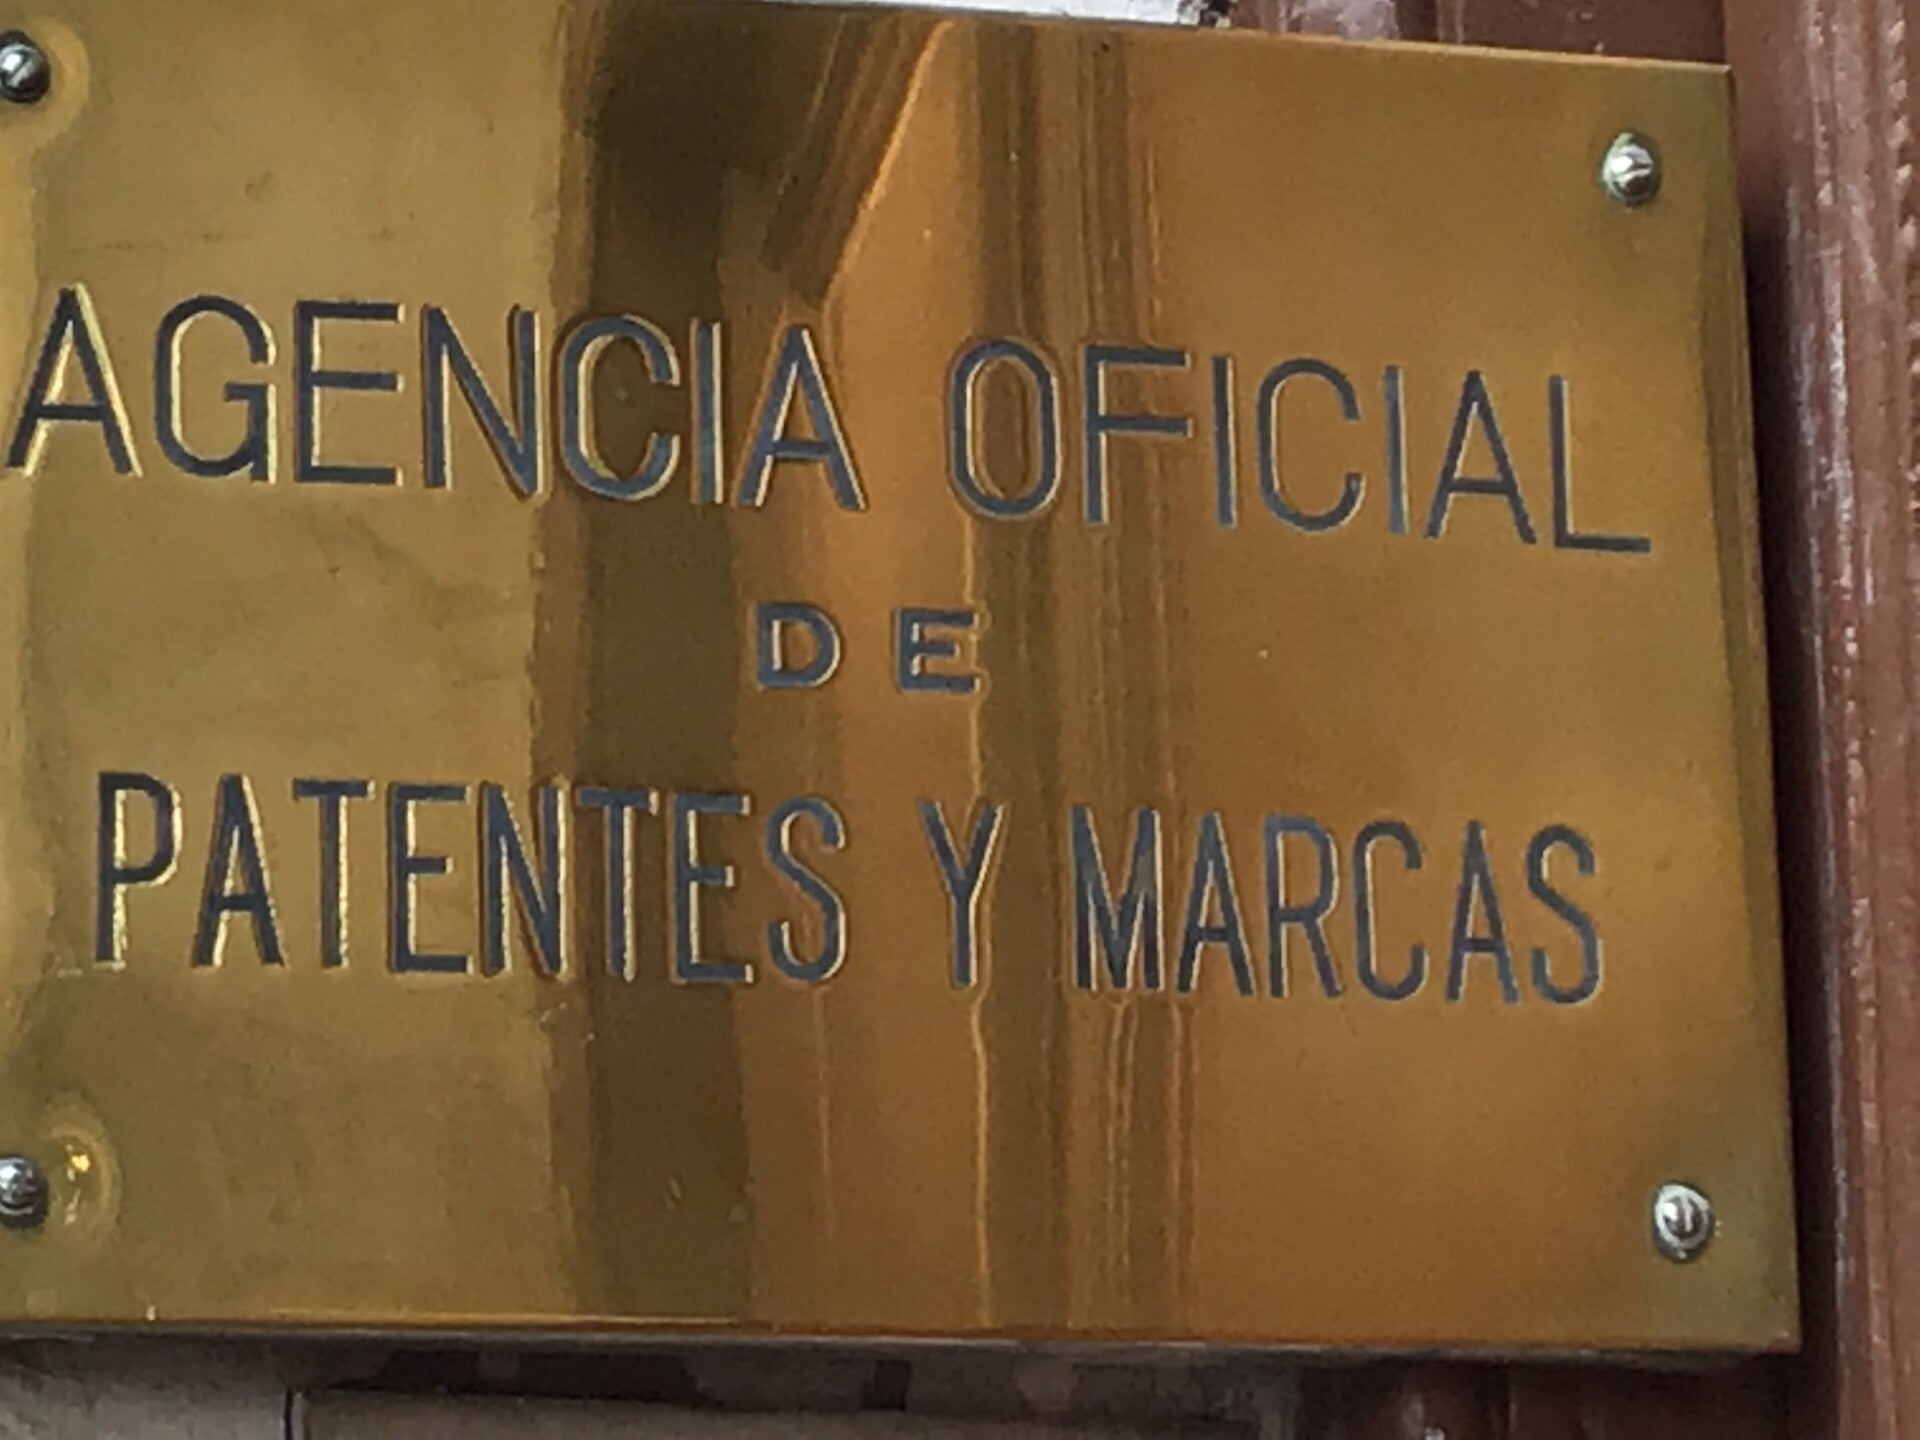 AGENCIA OFICIAL
DE
PATENTES Y MARCAS